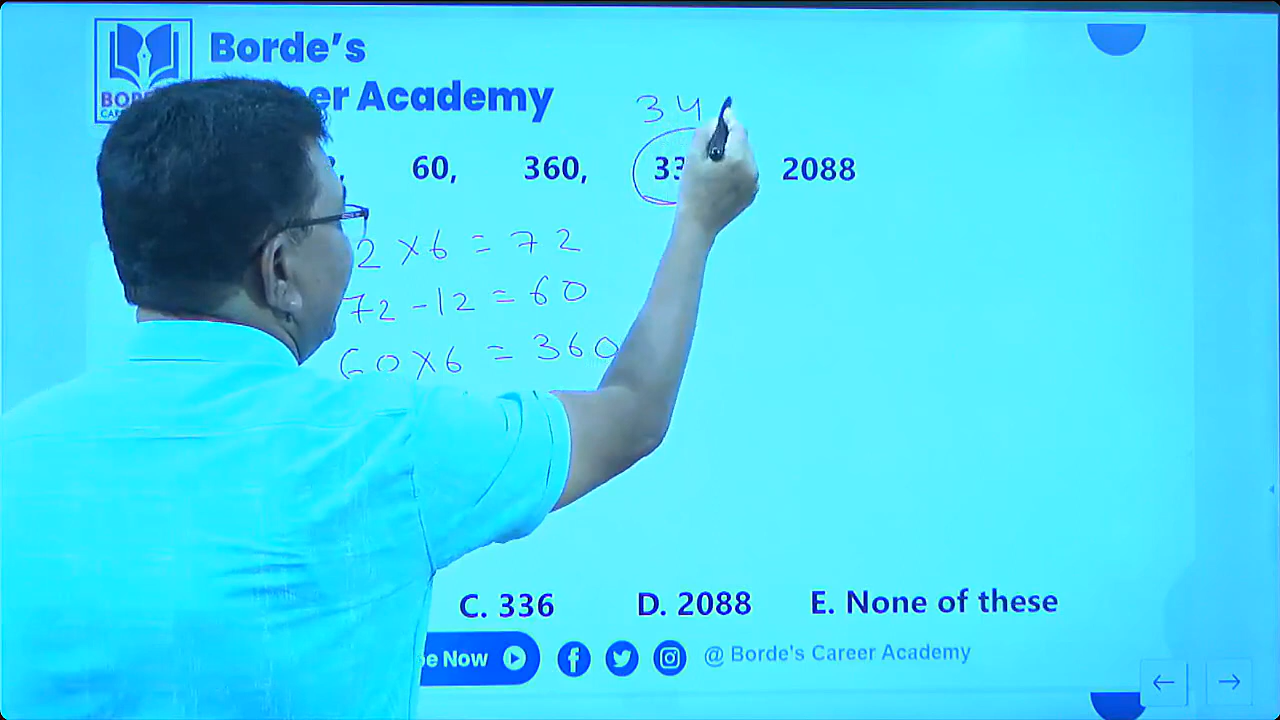 Borde's
Career Academy
34
60, 360, 33 2088
2 × 6 = 72
72 - 12 = 60
60 × 6 = 360
C. 336 D. 2088 E. None of these
Now
@ Borde's Career Academy